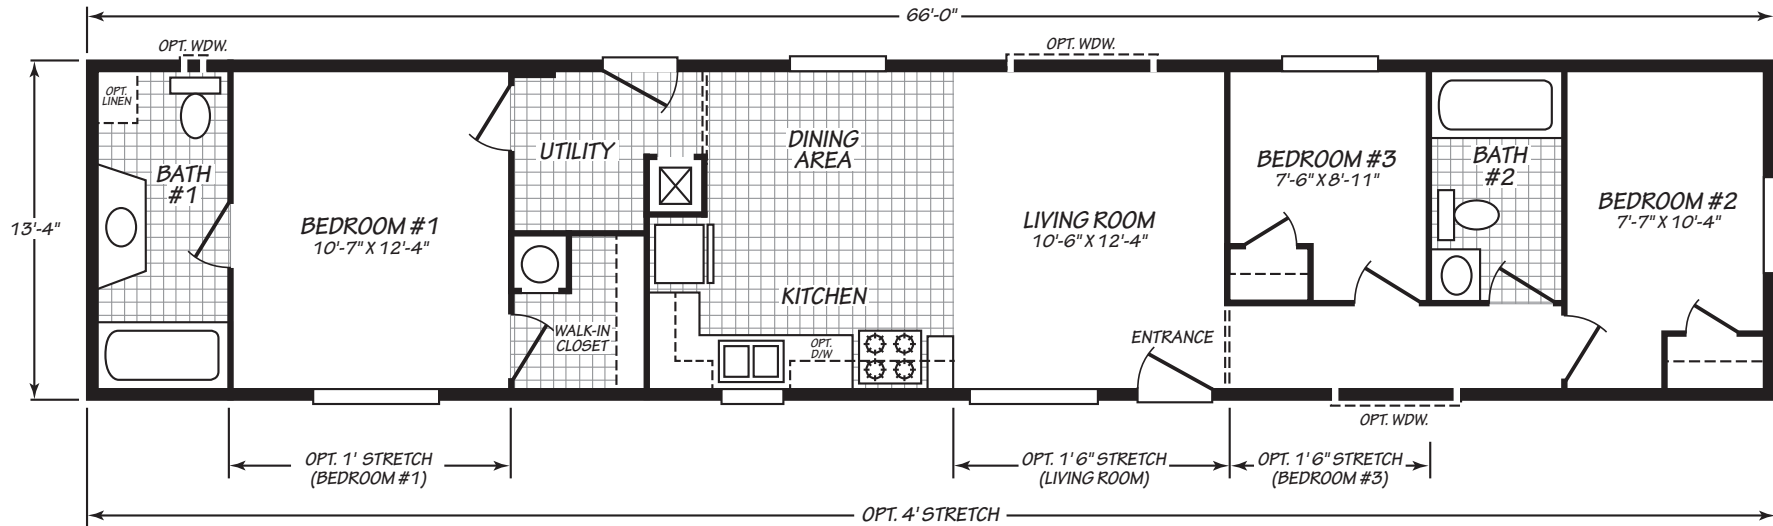 66'-0"
OPT. WDW.
OPT. WDW.
OPT.
LINEN
13'-4"
BATH
#1
BEDROOM #1
10'-7" X 12'-4"
UTILITY
WALK-IN
CLOSET
DINING
AREA
KITCHEN
OPT.
D/W
LIVING ROOM
10'-6" X 12'-4"
ENTRANCE
BEDROOM #3
7'-6" X 8'-11"
BATH
#2
BEDROOM #2
7'-7" X 10'-4"
OPT. WDW.
OPT. 1' STRETCH
(BEDROOM #1)
OPT. 1' 6" STRETCH
(LIVING ROOM)
OPT. 1' 6" STRETCH
(BEDROOM #3)
OPT. 4' STRETCH